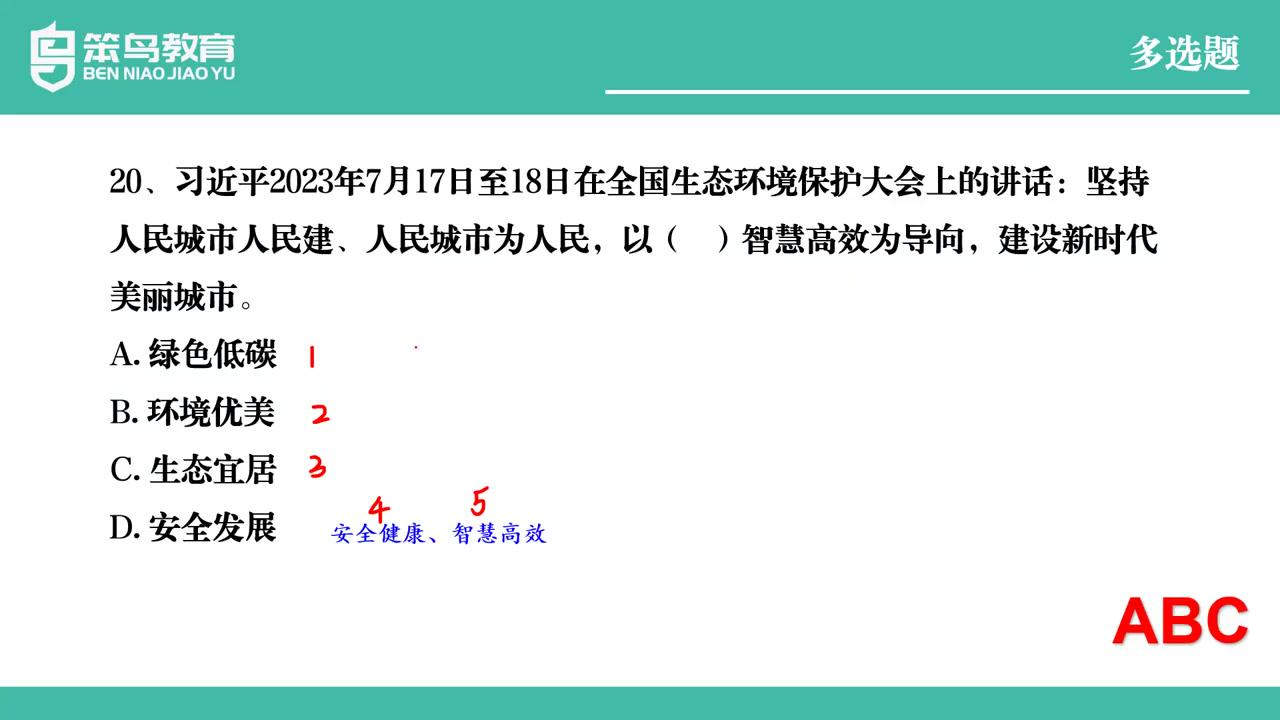 笨鸟教育
BEN NIAO JIAO YU
多选题
20、习近平2023年7月17日至18日在全国生态环境保护大会上的讲话：坚持
人民城市人民建、人民城市为人民，以（ ）智慧高效为导向，建设新时代
美丽城市。
A. 绿色低碳 1
B. 环境优美 2
C. 生态宜居 3
4 5
D. 安全发展 安全健康、智慧高效
ABC